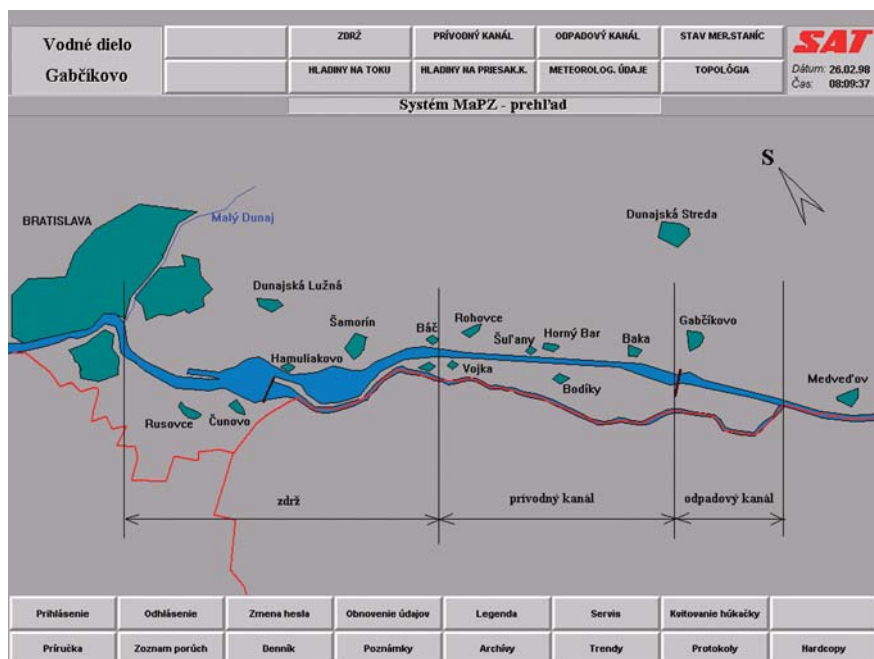 Vodné dielo
Gabčíkovo
ZDRŽ
PRÍVODNÝ KANÁL
ODPADOVÝ KANÁL
STAV MER.STANÍC
HLADINY NA TOKU
HLADINY NA PRIESAK.K.
METEOROLOG. ÚDAJE
TOPOLÓGIA
SAT
Dátum: 26.02.98
Čas: 08:09:37
Systém MaPZ - prehľad
S
BRATISLAVA
Malý Dunaj
Dunajská Streda
Dunajská Lužná
Šamorín
Báč
Rohovce
Šuľany
Horný Bar
Baka
Gabčíkovo
Hamuliakovo
Vojka
Bodíky
Medveďov
Rusovce
Čunovo
zdrž
prívodný kanál
odpadový kanál
Prihlásenie
Odhlásenie
Zmena hesla
Obnovenie údajov
Legenda
Servis
Kvitovanie húkačky
Príručka
Zoznam porúch
Denník
Poznámky
Archívy
Trendy
Protokoly
Hardcopy